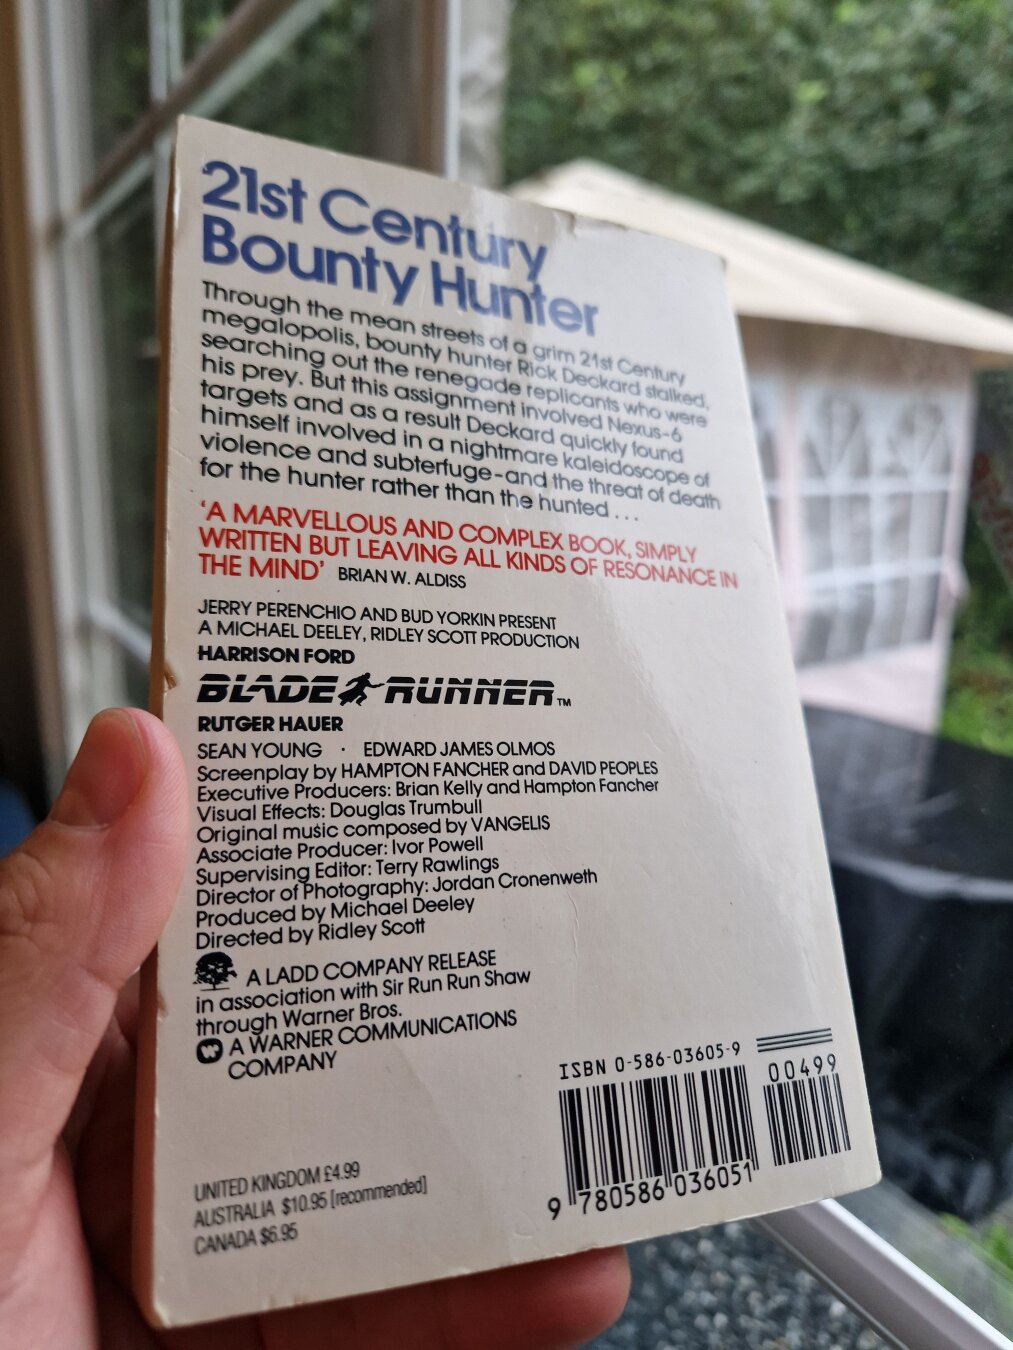 21st Century
Bounty Hunter
Through the mean streets of a grim 21st Century
megalopolis, bounty hunter Rick Deckard stalked,
searching out the renegade replicants who were
his prey. But this assignment involved Nexus-6
targets and as a result Deckard quickly found
himself involved in a nightmare kaleidoscope of
violence and subterfuge-and the threat of death
for the hunter rather than the hunted ...
'A MARVELLOUS AND COMPLEX BOOK, SIMPLY
WRITTEN BUT LEAVING ALL KINDS OF RESONANCE IN
THE MIND' BRIAN W. ALDISS
JERRY PERENCHIO AND BUD YORKIN PRESENT
A MICHAEL DEELEY, RIDLEY SCOTT PRODUCTION
HARRISON FORD
BLADE RUNNER TM
RUTGER HAUER
SEAN YOUNG · EDWARD JAMES OLMOS
Screenplay by HAMPTON FANCHER and DAVID PEOPLES
Executive Producers: Brian Kelly and Hampton Fancher
Visual Effects: Douglas Trumbull
Original music composed by VANGELIS
Associate Producer: Ivor Powell
Supervising Editor: Terry Rawlings
Director of Photography: Jordan Cronenweth
Produced by Michael Deeley
Directed by Ridley Scott
A LADD COMPANY RELEASE
in association with Sir Run Run Shaw
through Warner Bros.
A WARNER COMMUNICATIONS
COMPANY
ISBN 0-586-03605-9
00499
9 780586 036051
UNITED KINGDOM £4.99
AUSTRALIA $10.95 [recommended]
CANADA $6.95